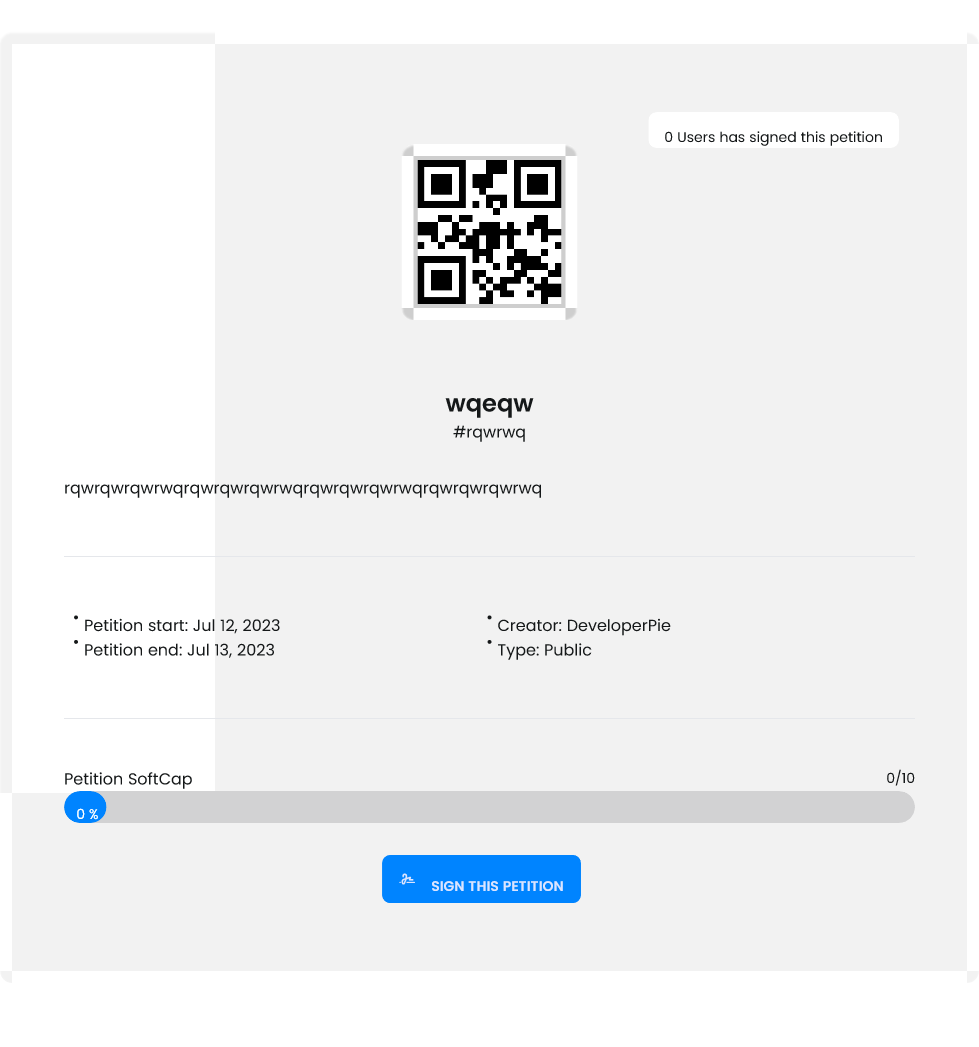 0 Users has signed this petition
wqeqw
#rqwrwq
rqwrqwrqwrwqrqwrqwrqwrwqrqwrqwrqwrwqrqwrqwrqwrwq
Petition start: Jul 12, 2023
Petition end: Jul 13, 2023
Creator: DeveloperPie
Type: Public
Petition SoftCap
0/10
0 %
SIGN THIS PETITION